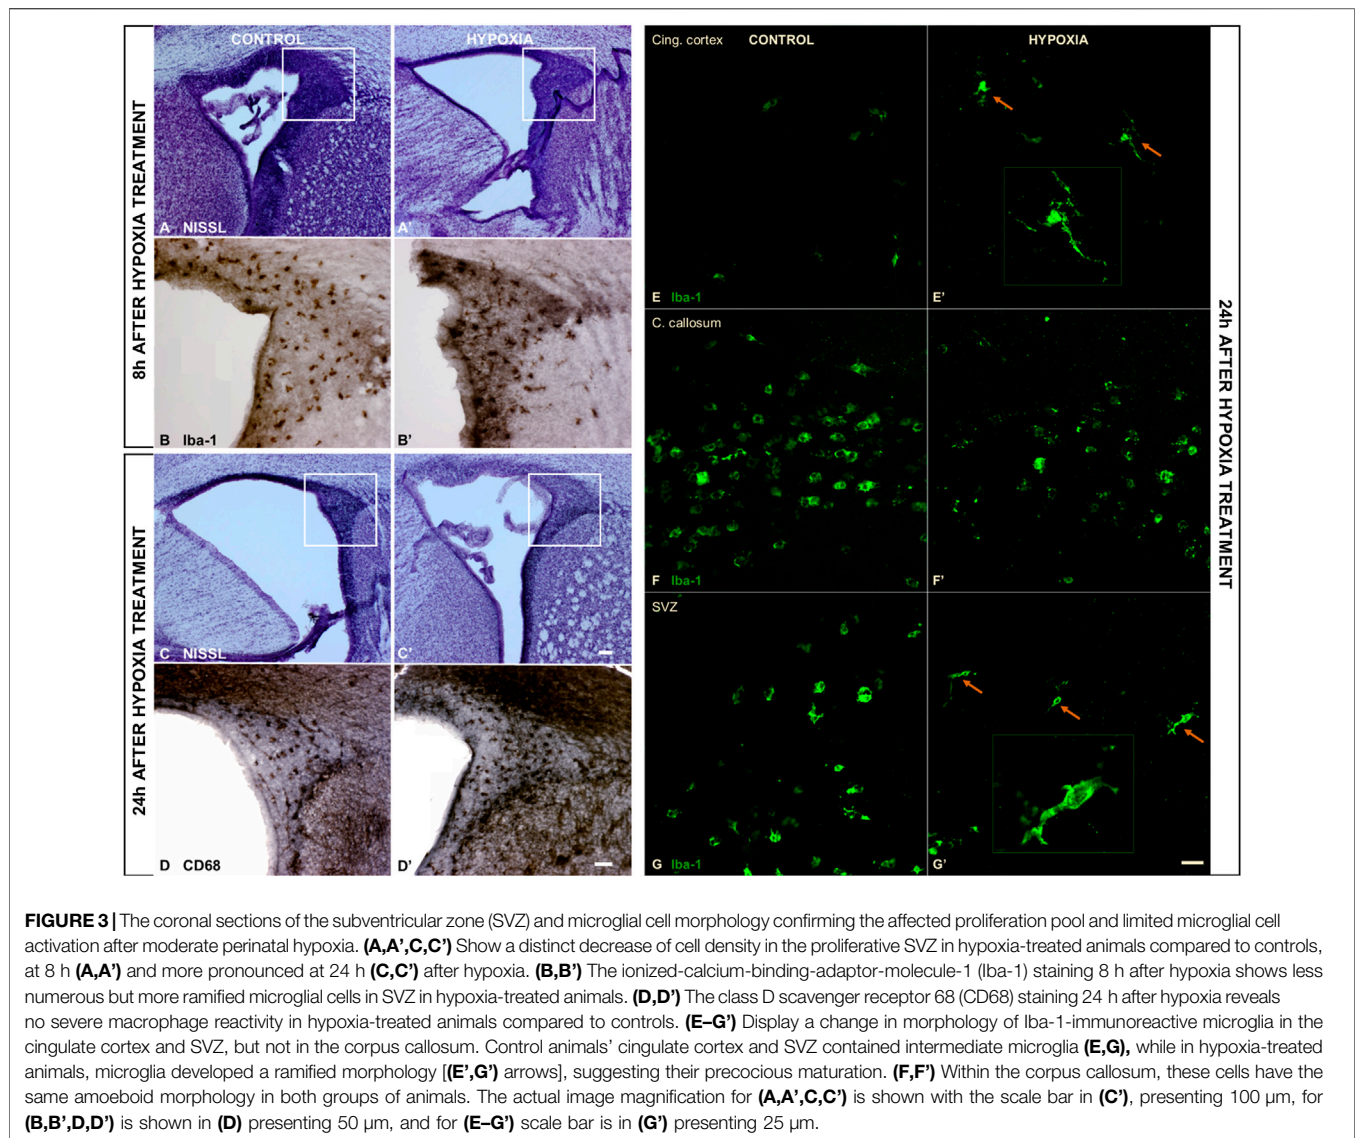 8h AFTER HYPOXIA TREATMENT
CONTROL
HYPOXIA
A NISSL
A'
B Iba-1
B'
24h AFTER HYPOXIA TREATMENT
C NISSL
C'
D CD68
D'
Cing. cortex CONTROL
HYPOXIA
E Iba-1
E'
C. callosum
F Iba-1
F'
SVZ
G Iba-1
G'
24h AFTER HYPOXIA TREATMENT
FIGURE 3 | The coronal sections of the subventricular zone (SVZ) and microglial cell morphology confirming the affected proliferation pool and limited microglial cell
activation after moderate perinatal hypoxia. (A,A',C,C') Show a distinct decrease of cell density in the proliferative SVZ in hypoxia-treated animals compared to controls,
at 8 h (A,A') and more pronounced at 24 h (C,C') after hypoxia. (B,B') The ionized-calcium-binding-adaptor-molecule-1 (Iba-1) staining 8 h after hypoxia shows less
numerous but more ramified microglial cells in SVZ in hypoxia-treated animals. (D,D') The class D scavenger receptor 68 (CD68) staining 24 h after hypoxia reveals
no severe macrophage reactivity in hypoxia-treated animals compared to controls. (E–G') Display a change in morphology of Iba-1-immunoreactive microglia in the
cingulate cortex and SVZ, but not in the corpus callosum. Control animals' cingulate cortex and SVZ contained intermediate microglia (E,G), while in hypoxia-treated
animals, microglia developed a ramified morphology [(E',G') arrows], suggesting their precocious maturation. (F,F') Within the corpus callosum, these cells have the
same amoeboid morphology in both groups of animals. The actual image magnification for (A,A',C,C') is shown with the scale bar in (C'), presenting 100 µm, for
(B,B',D,D') is shown in (D) presenting 50 µm, and for (E–G') scale bar is in (G') presenting 25 µm.